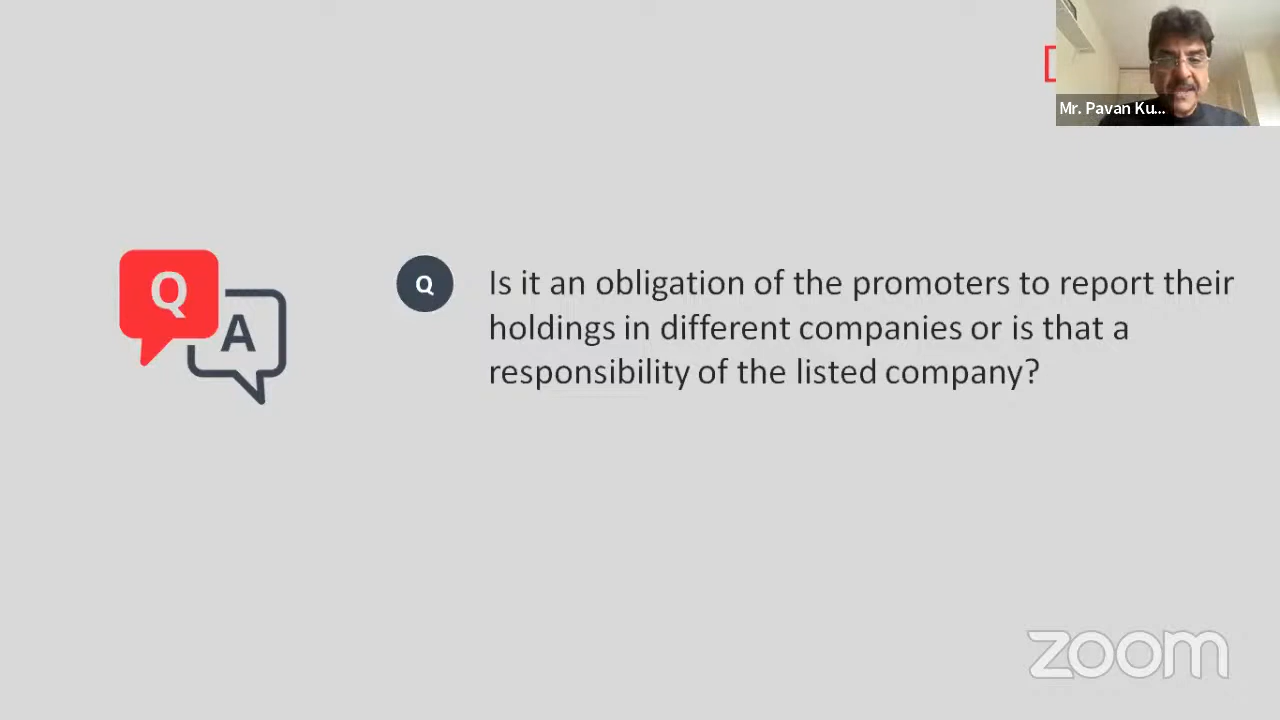 Mr. Pavan Ku...
Q
A
Q
Is it an obligation of the promoters to report their
holdings in different companies or is that a
responsibility of the listed company?
zoom